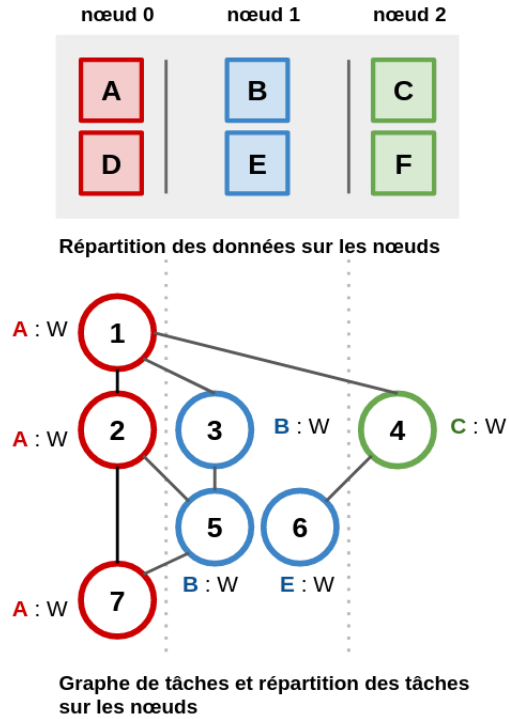 nœud 0 nœud 1 nœud 2
A B C
D E F
Répartition des données sur les nœuds
A : W 1
A : W 2 3 B : W 4 C : W
5 6
B : W E : W
A : W 7
Graphe de tâches et répartition des tâches
sur les nœuds